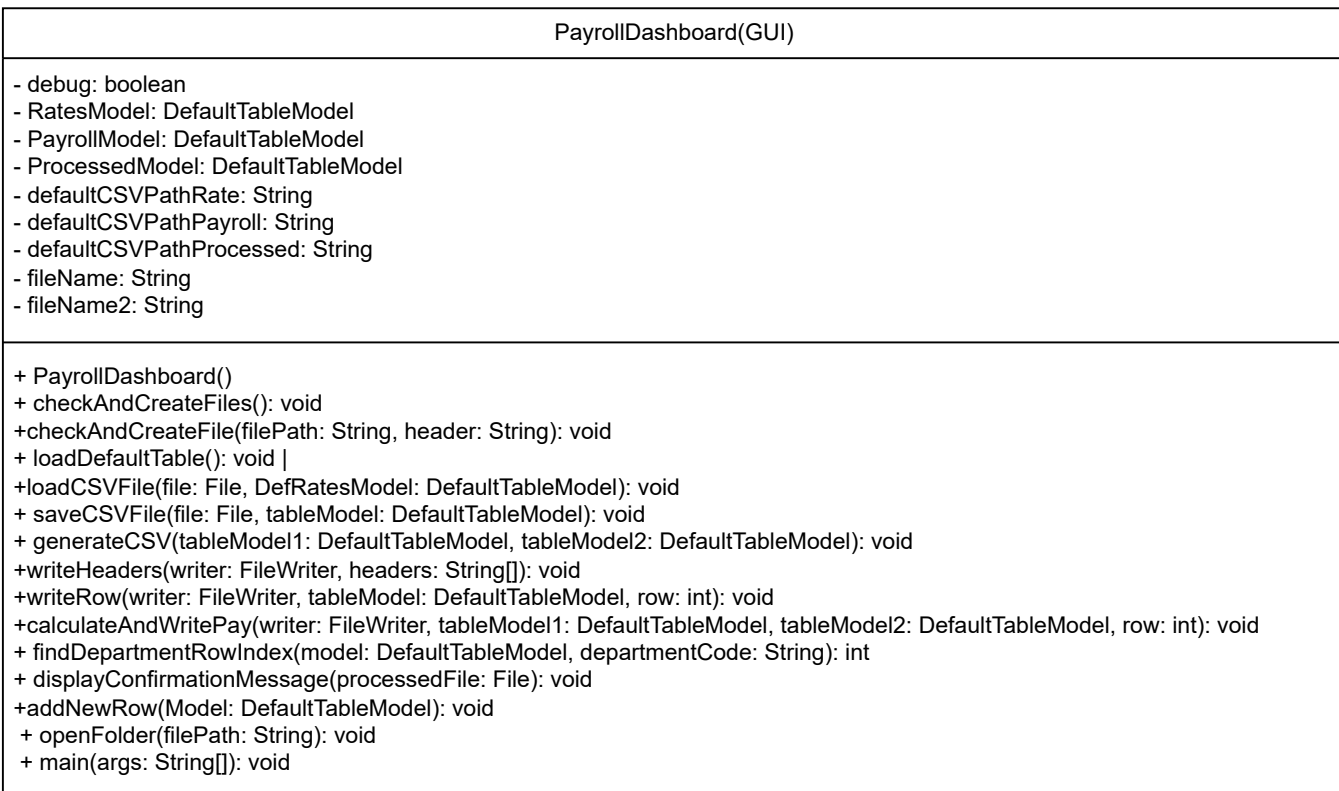 PayrollDashboard(GUI)
- debug: boolean
- RatesModel: DefaultTableModel
- PayrollModel: DefaultTableModel
- ProcessedModel: DefaultTableModel
- defaultCSVPathRate: String
- defaultCSVPathPayroll: String
- defaultCSVPathProcessed: String
- fileName: String
- fileName2: String
+ PayrollDashboard()
+ checkAndCreateFiles(): void
+checkAndCreateFile(filePath: String, header: String): void
+ loadDefaultTable(): void |
+loadCSVFile(file: File, DefRatesModel: DefaultTableModel): void
+ saveCSVFile(file: File, tableModel: DefaultTableModel): void
+ generateCSV(tableModel1: DefaultTableModel, tableModel2: DefaultTableModel): void
+writeHeaders(writer: FileWriter, headers: String[]): void
+writeRow(writer: FileWriter, tableModel: DefaultTableModel, row: int): void
+calculateAndWritePay(writer: FileWriter, tableModel1: DefaultTableModel, tableModel2: DefaultTableModel, row: int): void
+ findDepartmentRowIndex(model: DefaultTableModel, departmentCode: String): int
+ displayConfirmationMessage(processedFile: File): void
+addNewRow(Model: DefaultTableModel): void
+ openFolder(filePath: String): void
+ main(args: String[]): void